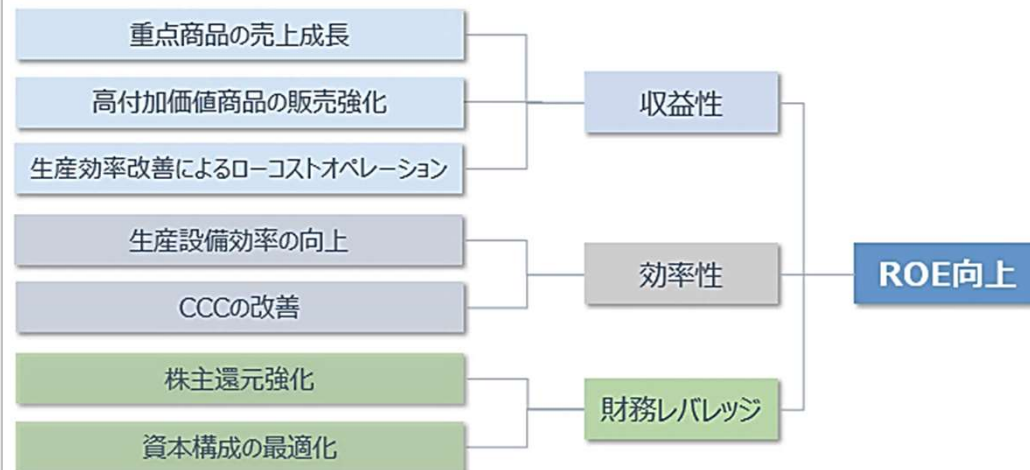 重点商品の売上成長
高付加価値商品の販売強化
生産効率改善によるローコストオペレーション
収益性
生産設備効率の向上
CCCの改善
効率性
ROE向上
株主還元強化
資本構成の最適化
財務レバレッジ